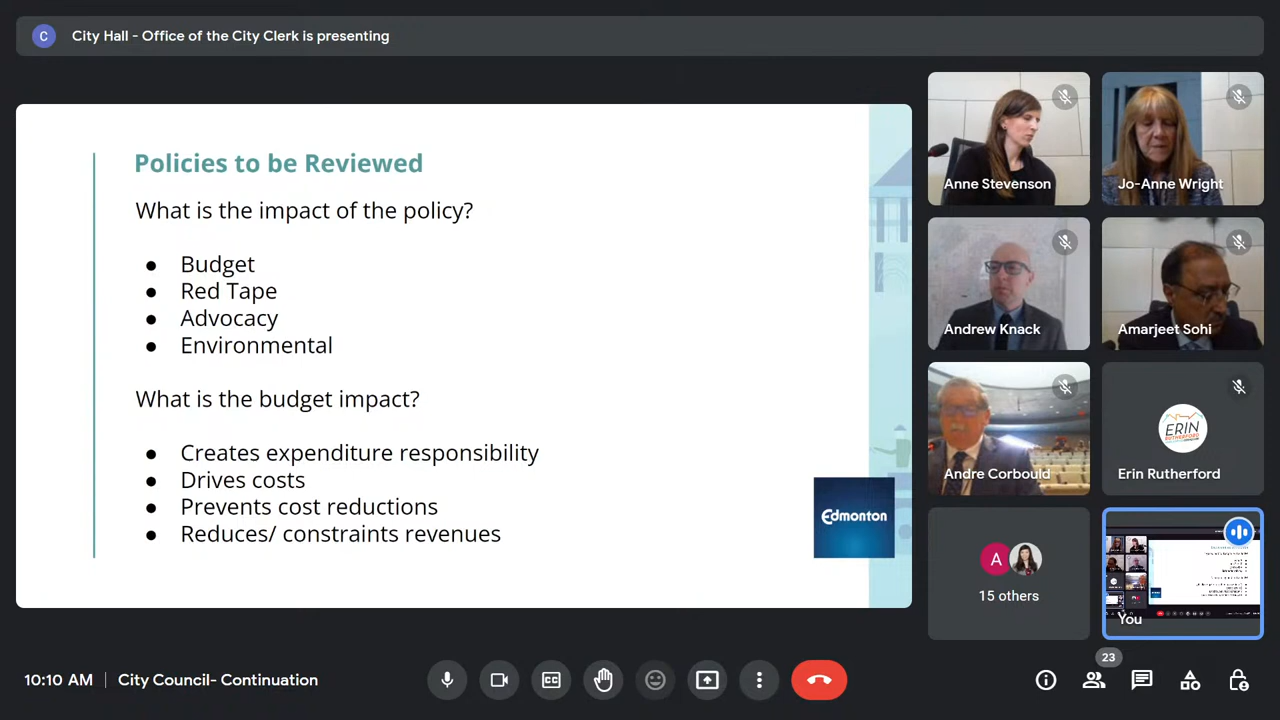 C
City Hall - Office of the City Clerk is presenting
Policies to be Reviewed
What is the impact of the policy?
● Budget
● Red Tape
● Advocacy
● Environmental
What is the budget impact?
● Creates expenditure responsibility
● Drives costs
● Prevents cost reductions
● Reduces/ constraints revenues
Edmonton
Anne Stevenson
Jo-Anne Wright
Andrew Knack
Amarjeet Sohi
Andre Corbould
ERIN
RUTHERFORD
Erin Rutherford
A
15 others
You
10:10 AM | City Council- Continuation
CC
23